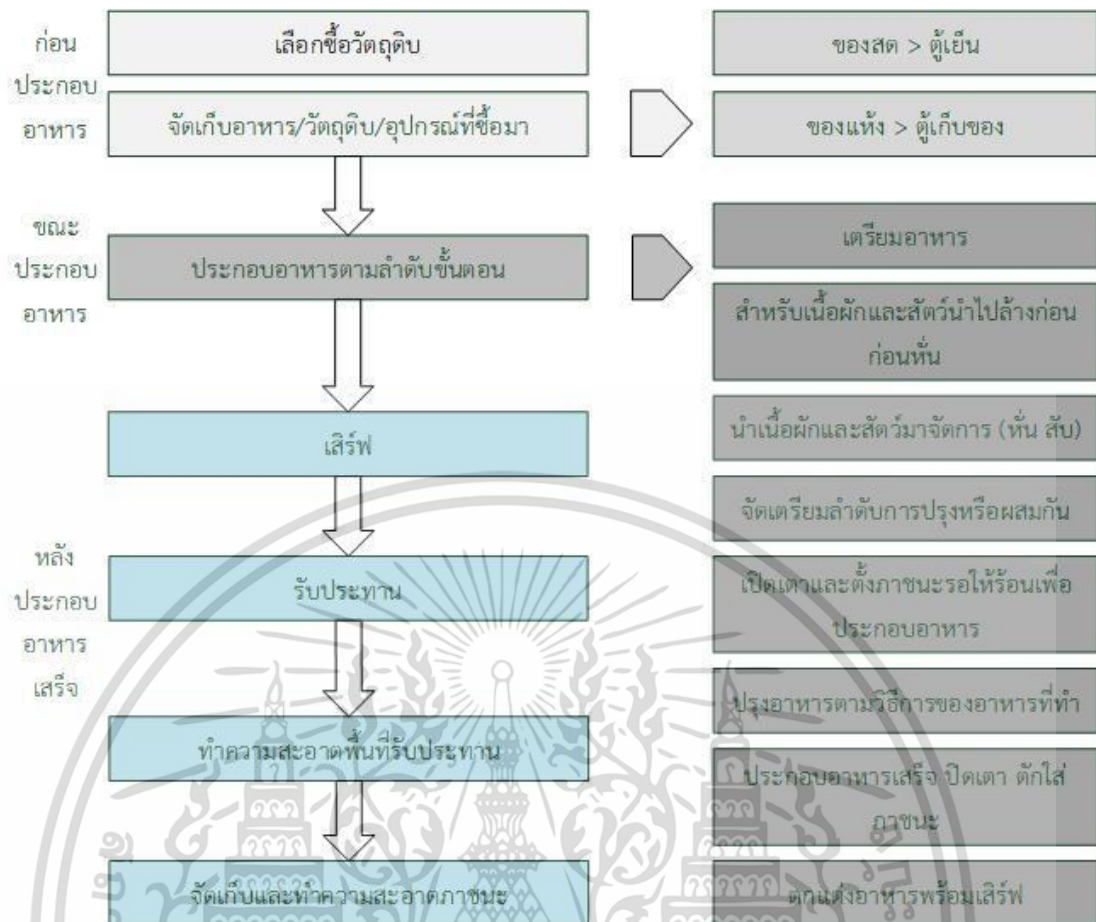 ก่อน
ประกอบ
อาหาร
เลือกซื้อวัตถุดิบ
จัดเก็บอาหาร/วัตถุดิบ/อุปกรณ์ที่ซื้อมา
ของสด > ตู้เย็น
ของแห้ง > ตู้เก็บของ
ขณะ
ประกอบ
อาหาร
ประกอบอาหารตามลำดับขั้นตอน
เตรียมอาหาร
สำหรับเนื้อผักและสัตว์นำไปล้างก่อน
ก่อนหั่น
นำเนื้อผักและสัตว์มาจัดการ (หั่น สับ)
จัดเตรียมลำดับการปรุงหรือผสมกัน
เปิดเตาและตั้งภาชนะรอให้ร้อนเพื่อ
ประกอบอาหาร
ปรุงอาหารตามวิธีการของอาหารที่ทำ
ประกอบอาหารเสร็จ ปิดเตา ตักใส่
ภาชนะ
ตกแต่งอาหารพร้อมเสิร์ฟ
หลัง
ประกอบ
อาหาร
เสร็จ
เสิร์ฟ
รับประทาน
ทำความสะอาดพื้นที่รับประทาน
จัดเก็บและทำความสะอาดภาชนะ